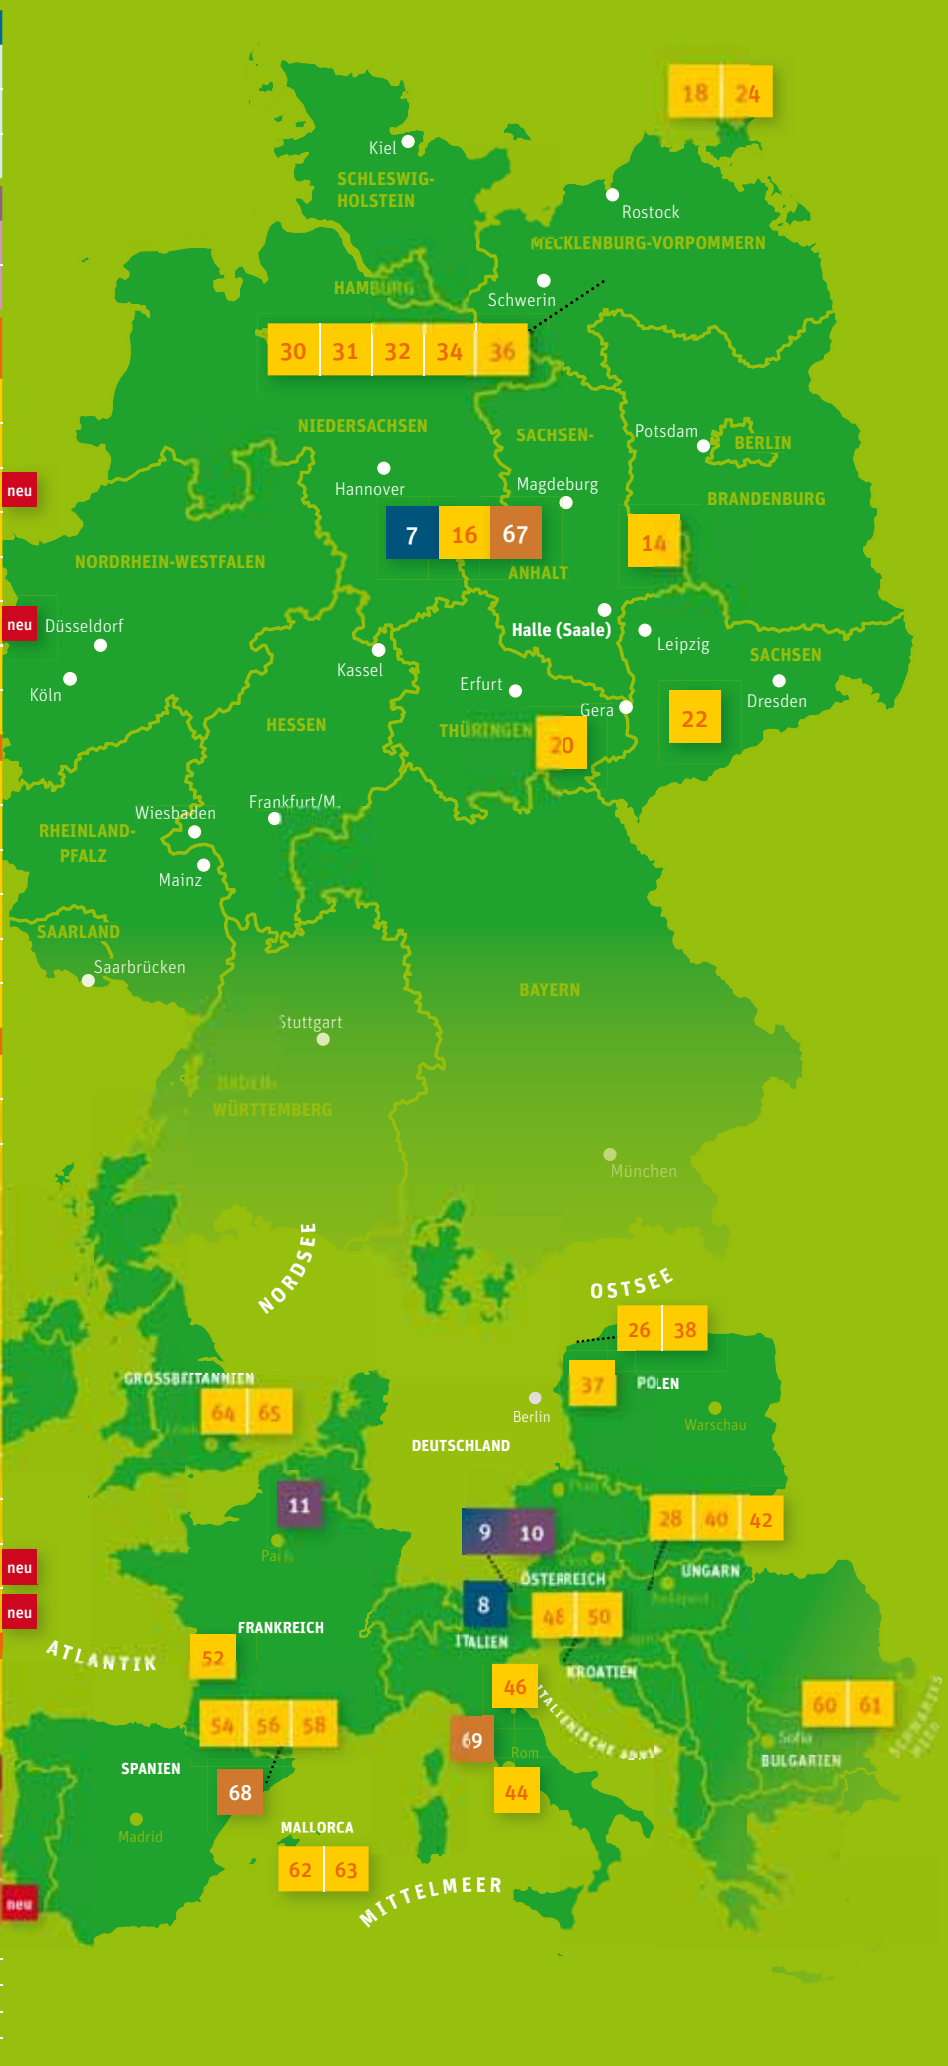 18 24
Kiel
SCHLESWIG-
HOLSTEIN
Rostock
MECKLENBURG-VORPOMMERN
HAMBURG
Schwerin
30 31 32 34 36
NIEDERSACHSEN
SACHSEN-
Potsdam
BERLIN
Hannover
Magdeburg
neu
BRANDENBURG
7 16 67
14
NORDRHEIN-WESTFALEN
ANHALT
neu
Düsseldorf
Halle (Saale)
Leipzig
SACHSEN
Kassel
Köln
Erfurt
Gera
Dresden
HESSEN
THÜRINGEN
20
22
Frankfurt/M.
Wiesbaden
RHEINLAND-
PFALZ
Mainz
SAARLAND
Saarbrücken
BAYERN
Stuttgart
WÜRTTEMBERG
München
NORDSEE
OSTSEE
26 38
GROSSBRITANNIEN
37
POLEN
64 65
Berlin
Warschau
DEUTSCHLAND
11
9 10
28 40 42
neu
ÖSTERREICH
UNGARN
8
48 50
neu
FRANKREICH
ITALIEN
ATLANTIK
52
KROATIEN
46
54 56 58
60 61
69
ITALIENISCHE
Rom
Sofia
BULGARIEN
SPANIEN
68
44
MALLORCA
Madrid
62 63
MITTELMEER
neu